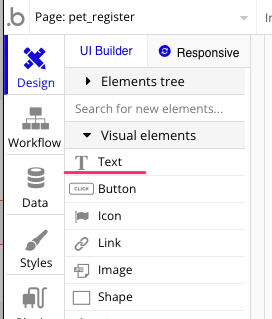 b Page: pet_register
UI Builder Responsive
Design
Elements tree
Search for new elements...
Workflow
Visual elements
T Text
CLICK Button
Data
Icon
Link
Styles
Image
Shape